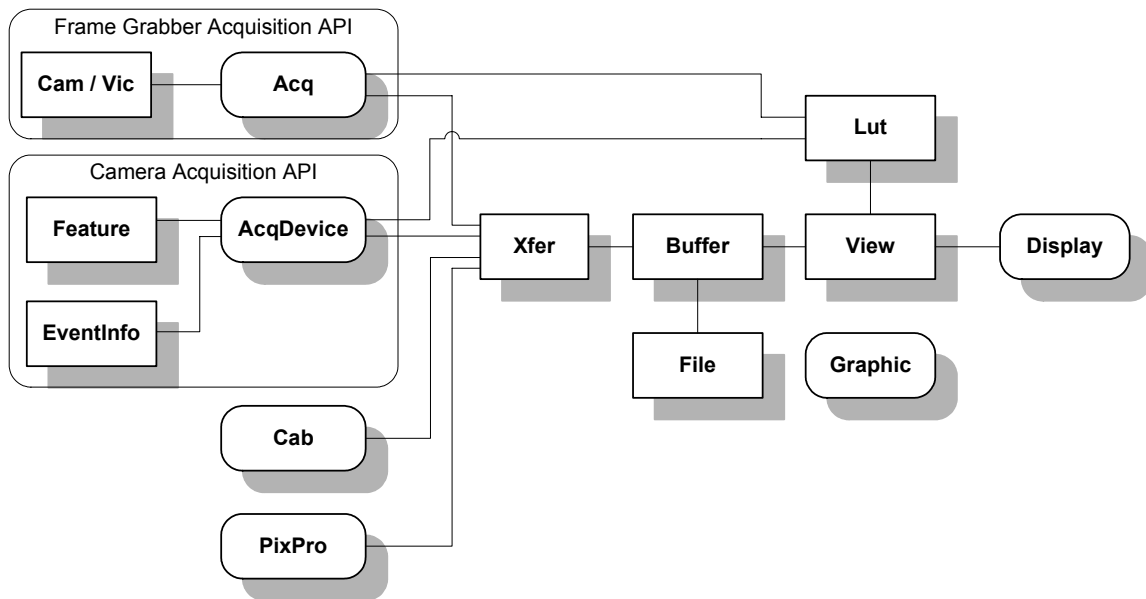 Frame Grabber Acquisition API
Cam / Vic
Acq
Lut
Camera Acquisition API
Feature
AcqDevice
Xfer
Buffer
View
Display
EventInfo
File
Graphic
Cab
PixPro